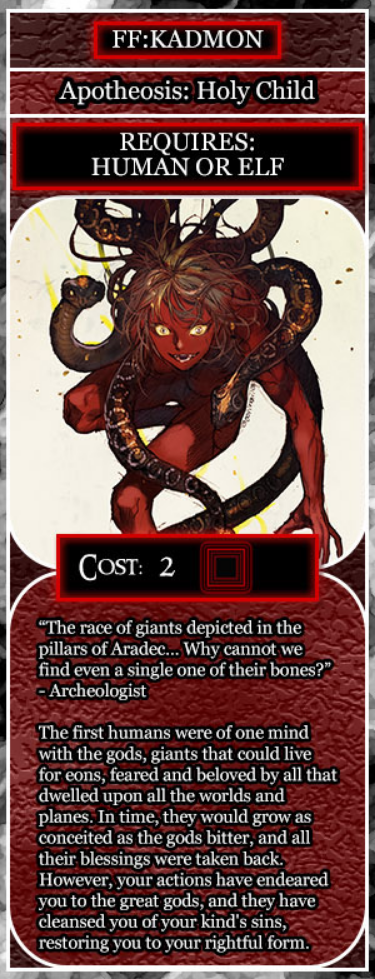 FF:KADMON
Apotheosis: Holy Child
REQUIRES:
HUMAN OR ELF
Cost: 2
“The race of giants depicted in the
pillars of Aradec... Why cannot we
find even a single one of their bones?”
- Archeologist
The first humans were of one mind
with the gods, giants that could live
for eons, feared and beloved by all that
dwelled upon all the worlds and
planes. In time, they would grow as
conceited as the gods bitter, and all
their blessings were taken back.
However, your actions have endeared
you to the great gods, and they have
cleansed you of your kind's sins,
restoring you to your rightful form.